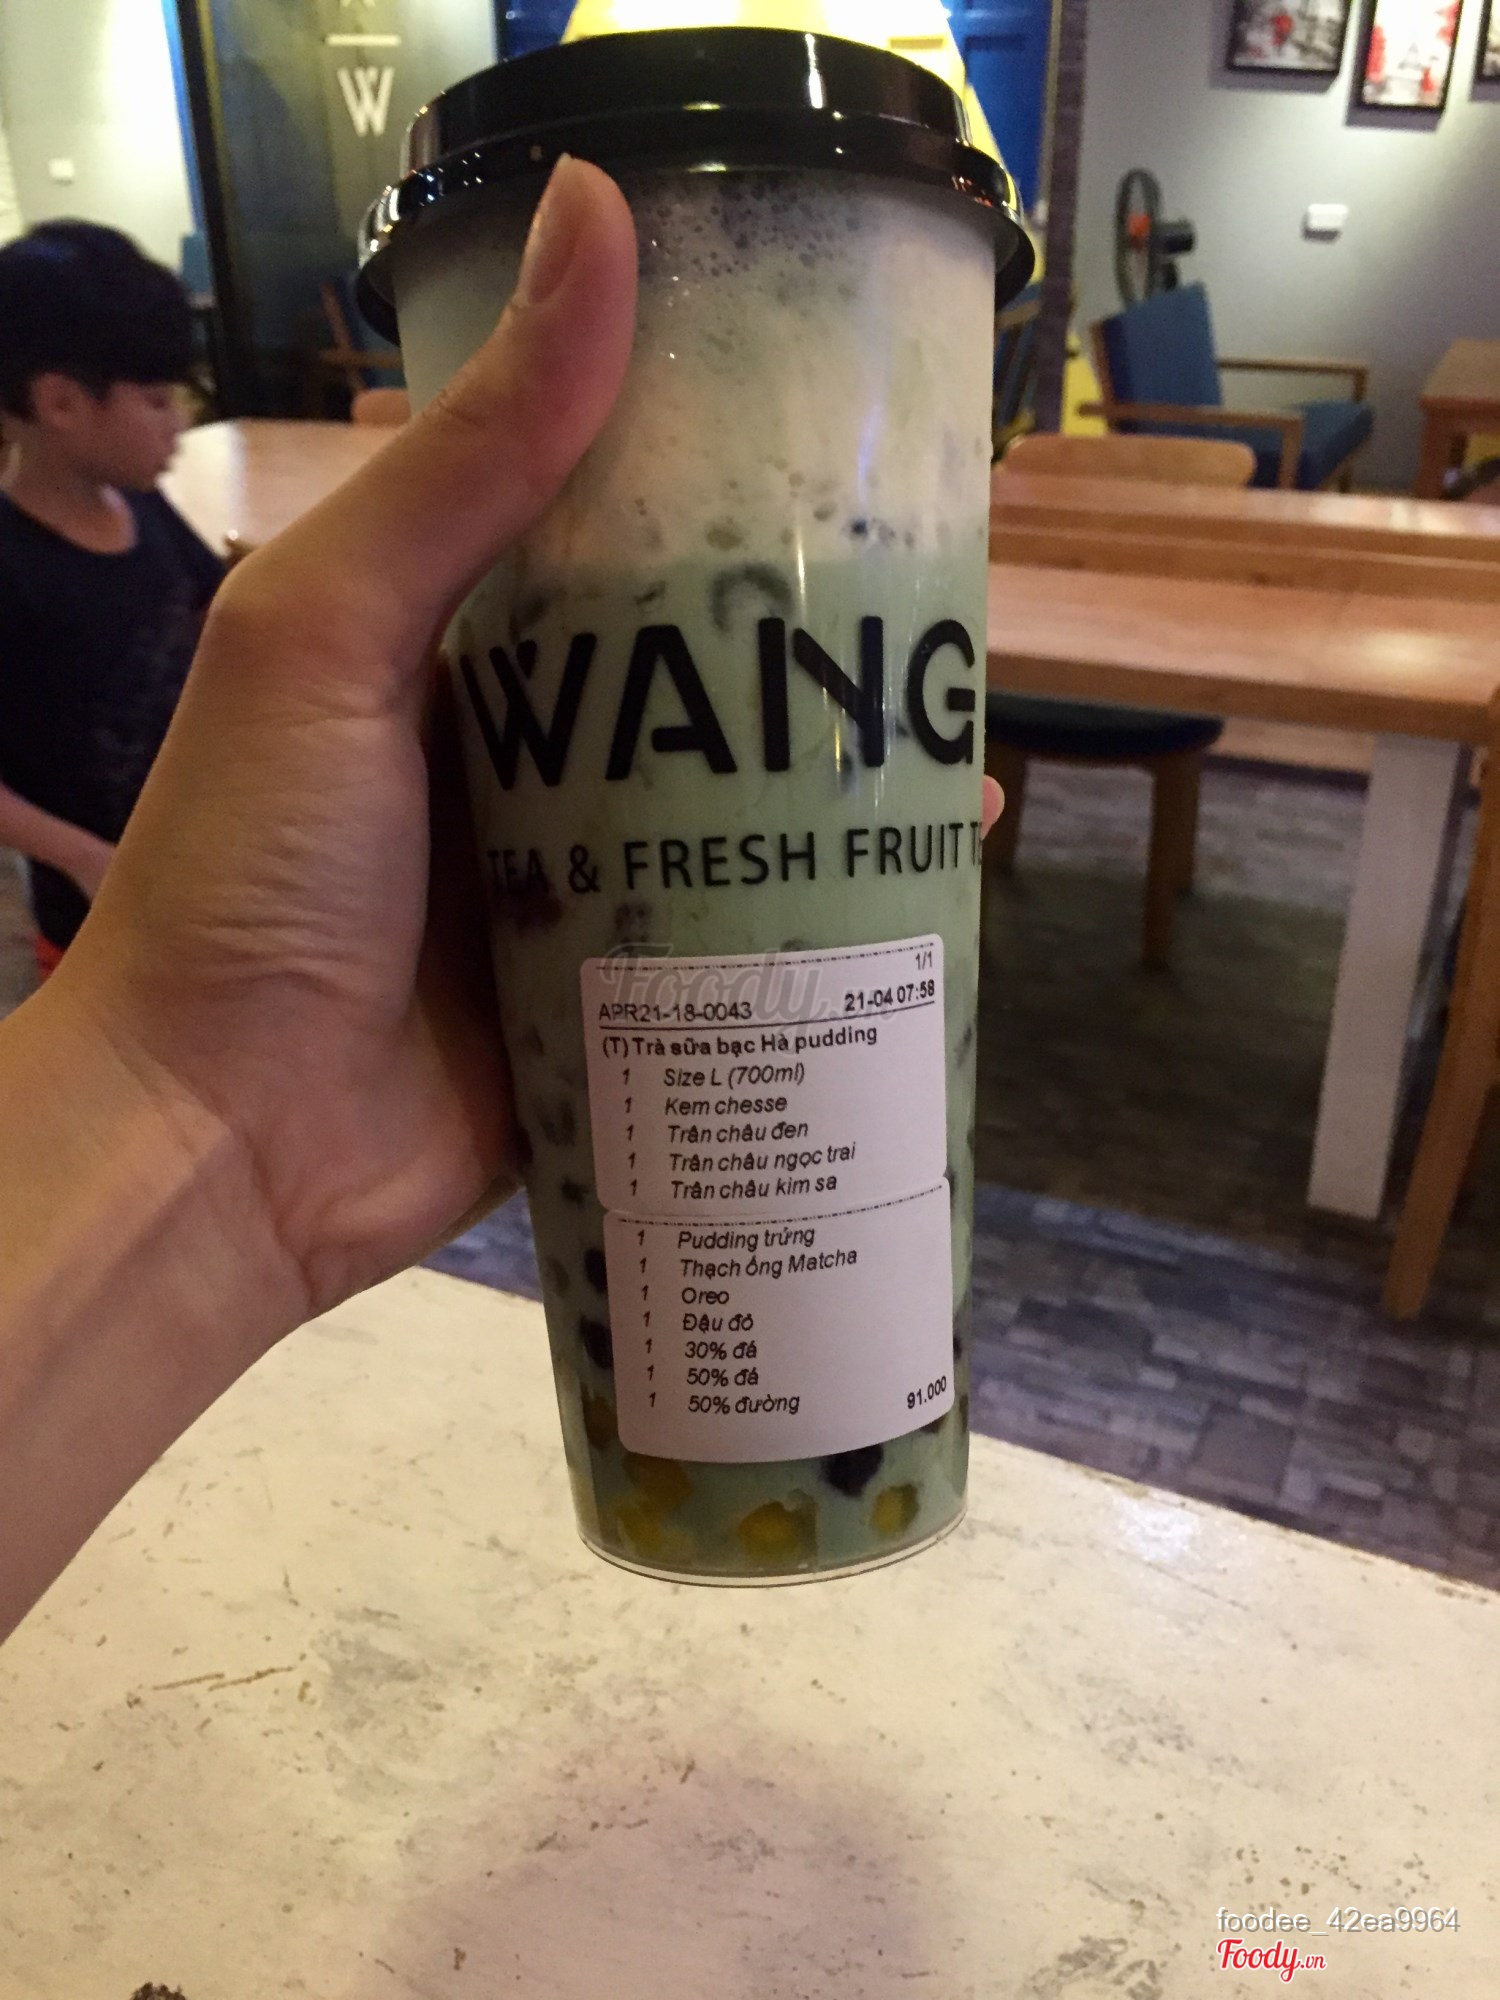 W
WANG
TEA & FRESH FRUIT
1/1
APR21-18-0043 21-04 07:58
(T) Trà sữa bạc Hà pudding
1 Size L (700ml)
1 Kem chesse
1 Trân châu đen
1 Trân châu ngọc trai
1 Trân châu kim sa
1 Pudding trứng
1 Thạch ống Matcha
1 Oreo
1 Đậu đỏ
1 30% đá
1 50% đá
1 50% đường 91.000
Foody.vn
foodee_42ea9964
Foody.vn